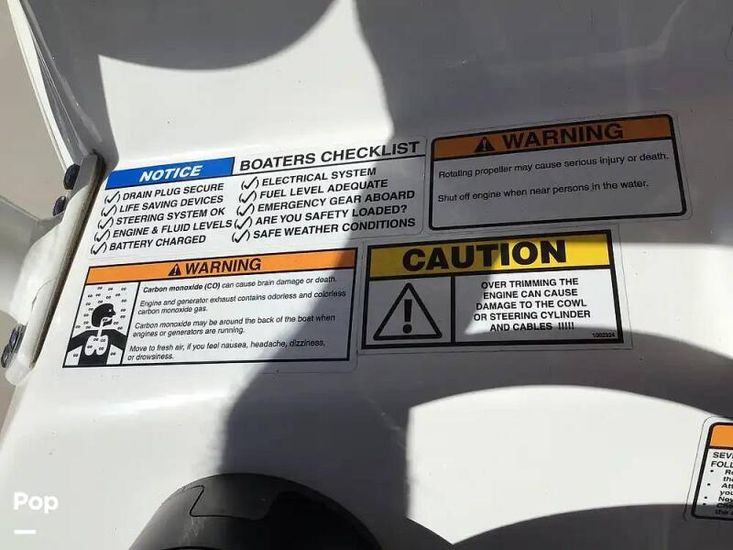 NOTICE BOATERS CHECKLIST
DRAIN PLUG SECURE
LIFE SAVING DEVICES
STEERING SYSTEM OK
ENGINE & FLUID LEVELS
BATTERY CHARGED
ELECTRICAL SYSTEM
FUEL LEVEL ADEQUATE
EMERGENCY GEAR ABOARD
ARE YOU SAFETY LOADED?
SAFE WEATHER CONDITIONS
WARNING
Rotating propeller may cause serious injury or death.
Shut off engine when near persons in the water.
WARNING
Carbon monoxide (CO) can cause brain damage or death.
Engine and generator exhaust contains odorless and colorless
carbon monoxide gas.
Carbon monoxide may be around the back of the boat when
engines or generators are running.
Move to fresh air, if you feel nausea, headache, dizziness,
or drowsiness.
CAUTION
OVER TRIMMING THE
ENGINE CAN CAUSE
DAMAGE TO THE COWL
OR STEERING CYLINDER
AND CABLES !!!!!
1002324
SEV
FOLL
the
Att
you
Pop